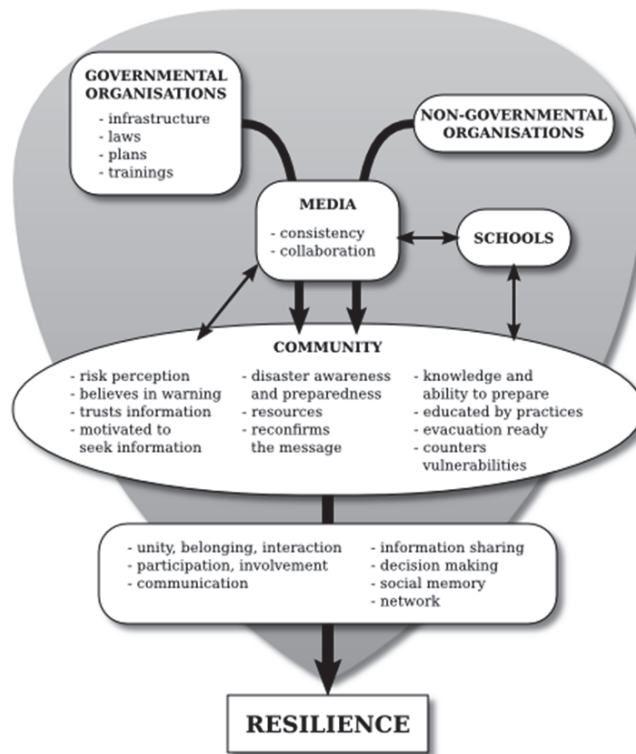 GOVERNMENTAL
ORGANISATIONS
- infrastructure
- laws
- plans
- trainings
NON-GOVERNMENTAL
ORGANISATIONS
MEDIA
- consistency
- collaboration
SCHOOLS
COMMUNITY
- risk perception
- believes in warning
- trusts information
- motivated to
seek information
- disaster awareness
and preparedness
- resources
- reconfirms
the message
- knowledge and
ability to prepare
- educated by practices
- evacuation ready
- counters
vulnerabilities
- unity, belonging, interaction
- participation, involvement
- communication
- information sharing
- decision making
- social memory
- network
RESILIENCE